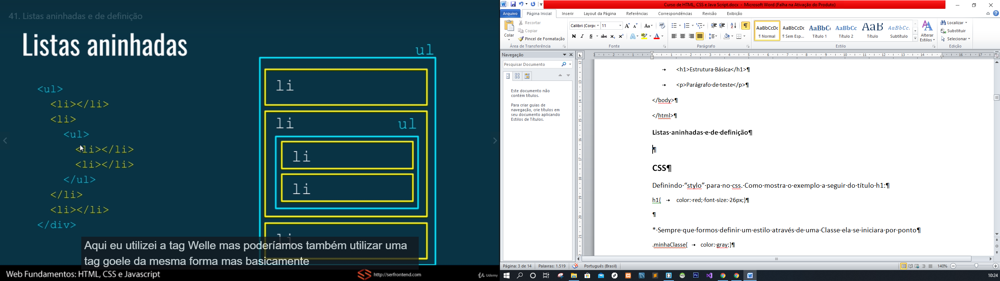 41. Listas aninhadas e de definição
Listas aninhadas
<ul>
<li></li>
<li>
<ul>
<li></li>
<li></li>
</ul>
</li>
<li></li>
</div>
ul
li
li
ul
li
li
li
Aqui eu utilizei a tag Welle mas poderíamos também utilizar uma
tag goele da mesma forma mas basicamente
Web Fundamentos: HTML, CSS e Javascript
http://serfrontend.com
Udemy
Curso de HTML, CSS e Java Script.docx - Microsoft Word (Falha na Ativação do Produto)
Arquivo
Página Inicial
Inserir
Layout da Página
Referências
Correspondências
Revisão
Exibição
Colar
Recortar
Copiar
Pincel de Formatação
Área de Transferência
Calibri (Corpo
11
Fonte
Parágrafo
AaBbCcDc
¶ Normal
AaBbCcDc
¶ Sem Esp...
AaBbC
Título 1
AaBbCc
Título 2
AaB
Título
AaBbCc.
Subtítulo
Alterar
Estilos
Estilo
Localizar
Substituir
Selecionar
Edição
Navegação
Pesquisar Documento
Este documento não
contém títulos.
Para criar guias de
navegação, crie títulos em
seu documento aplicando
Estilos de Títulos.
<h1>Estrutura·Básica</h1>¶
<p>Parágrafo·de·teste</p>¶
</body>¶
</html>¶
Listas·aninhadas·e·de·definição¶
¶
CSS¶
Definindo·“stylo”·para·no·css.·Como·mostra·o·exemplo·a·seguir·do·título·h1:¶
h1{ → color:·red;·font-size:·26px;}¶
¶
*·Sempre·que·formos·definir·um·estilo·através·de·uma·Classe·ela·se·iniciara·por·ponto¶
.minhaClasse{ → color:·gray;}¶
Página: 3 de 14
Palavras: 1.519
Português (Brasil)
140%
10:24